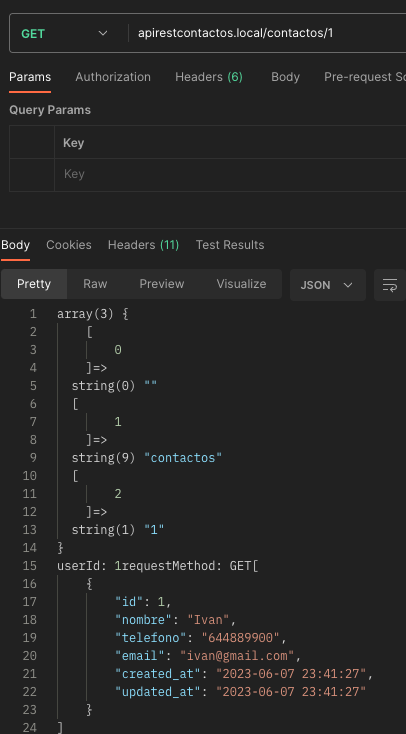 GET apirestcontactos.local/contactos/1
Params Authorization Headers (6) Body Pre-request Sc
Query Params
Key
Key
Body Cookies Headers (11) Test Results
Pretty Raw Preview Visualize JSON
1 array(3) {
2 [
3 0
4 ]=>
5 string(0) ""
6 [
7 1
8 ]=>
9 string(9) "contactos"
10 [
11 2
12 ]=>
13 string(1) "1"
14 }
15 userId: 1requestMethod: GET[
16 {
17 "id": 1,
18 "nombre": "Ivan",
19 "telefono": "644889900",
20 "email": "ivan@gmail.com",
21 "created_at": "2023-06-07 23:41:27",
22 "updated_at": "2023-06-07 23:41:27"
23 }
24 ]